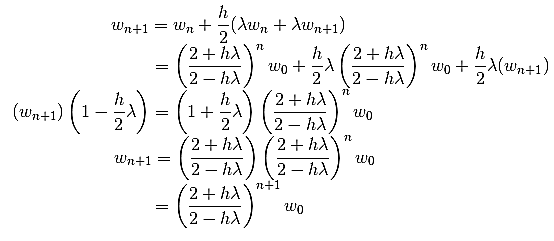 $w_{n+1} = w_n + \frac{h}{2}(\lambda w_n + \lambda w_{n+1})$
$= \left(\frac{2+h\lambda}{2-h\lambda}\right)^n w_0 + \frac{h}{2}\lambda\left(\frac{2+h\lambda}{2-h\lambda}\right)^n w_0 + \frac{h}{2}\lambda(w_{n+1})$
$(w_{n+1})\left(1-\frac{h}{2}\lambda\right) = \left(1+\frac{h}{2}\lambda\right)\left(\frac{2+h\lambda}{2-h\lambda}\right)^n w_0$
$w_{n+1} = \left(\frac{2+h\lambda}{2-h\lambda}\right)\left(\frac{2+h\lambda}{2-h\lambda}\right)^n w_0$
$= \left(\frac{2+h\lambda}{2-h\lambda}\right)^{n+1} w_0$